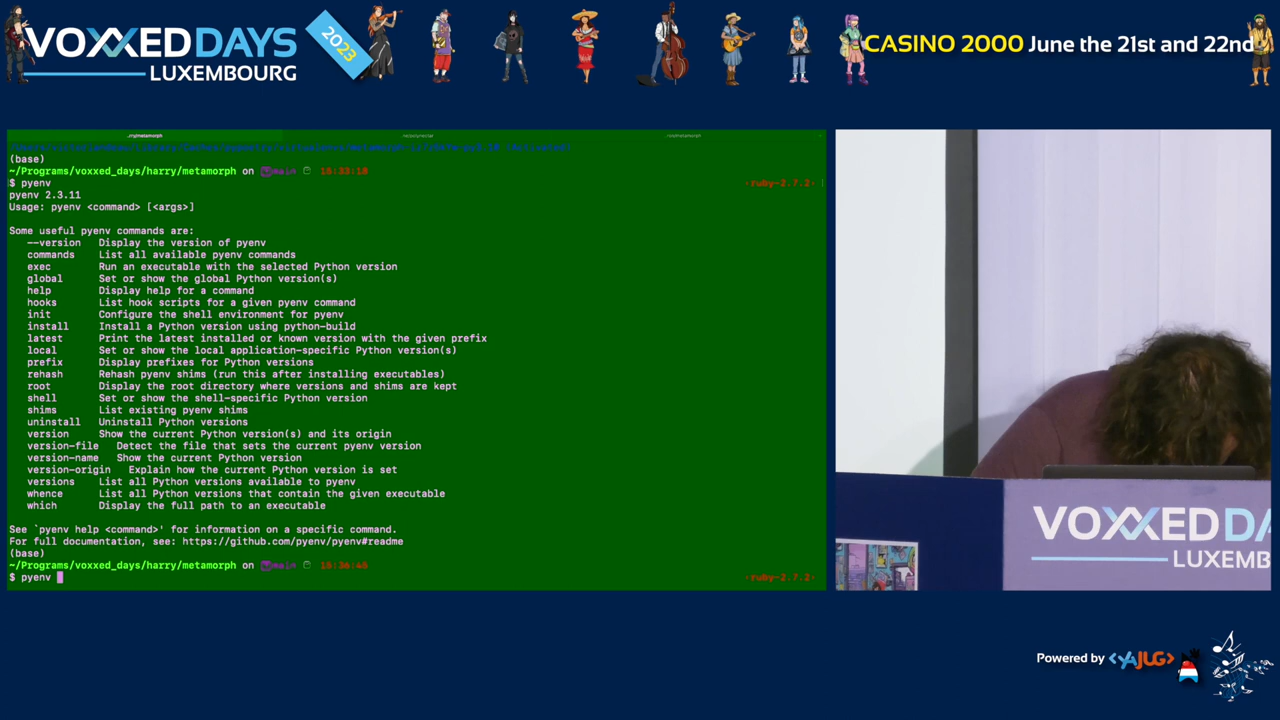 VOXXED DAYS
LUXEMBOURG
2023
CASINO 2000 June the 21st and 22nd
(base)
~/Programs/voxxed_days/harry/metamorph on main 15:33:18
$ pyenv ‹ruby-2.7.2›
pyenv 2.3.11
Usage: pyenv <command> [<args>]
Some useful pyenv commands are:
--version Display the version of pyenv
commands List all available pyenv commands
exec Run an executable with the selected Python version
global Set or show the global Python version(s)
help Display help for a command
hooks List hook scripts for a given pyenv command
init Configure the shell environment for pyenv
install Install a Python version using python-build
latest Print the latest installed or known version with the given prefix
local Set or show the local application-specific Python version(s)
prefix Display prefixes for Python versions
rehash Rehash pyenv shims (run this after installing executables)
root Display the root directory where versions and shims are kept
shell Set or show the shell-specific Python version
shims List existing pyenv shims
uninstall Uninstall Python versions
version Show the current Python version(s) and its origin
version-file Detect the file that sets the current pyenv version
version-name Show the current Python version
version-origin Explain how the current Python version is set
versions List all Python versions available to pyenv
whence List all Python versions that contain the given executable
which Display the full path to an executable
See `pyenv help <command>' for information on a specific command.
For full documentation, see: https://github.com/pyenv/pyenv#readme
(base)
~/Programs/voxxed_days/harry/metamorph on main 15:36:45
$ pyenv ‹ruby-2.7.2›
VOXXED DA
LUXEMB
Powered by <YAJUG>